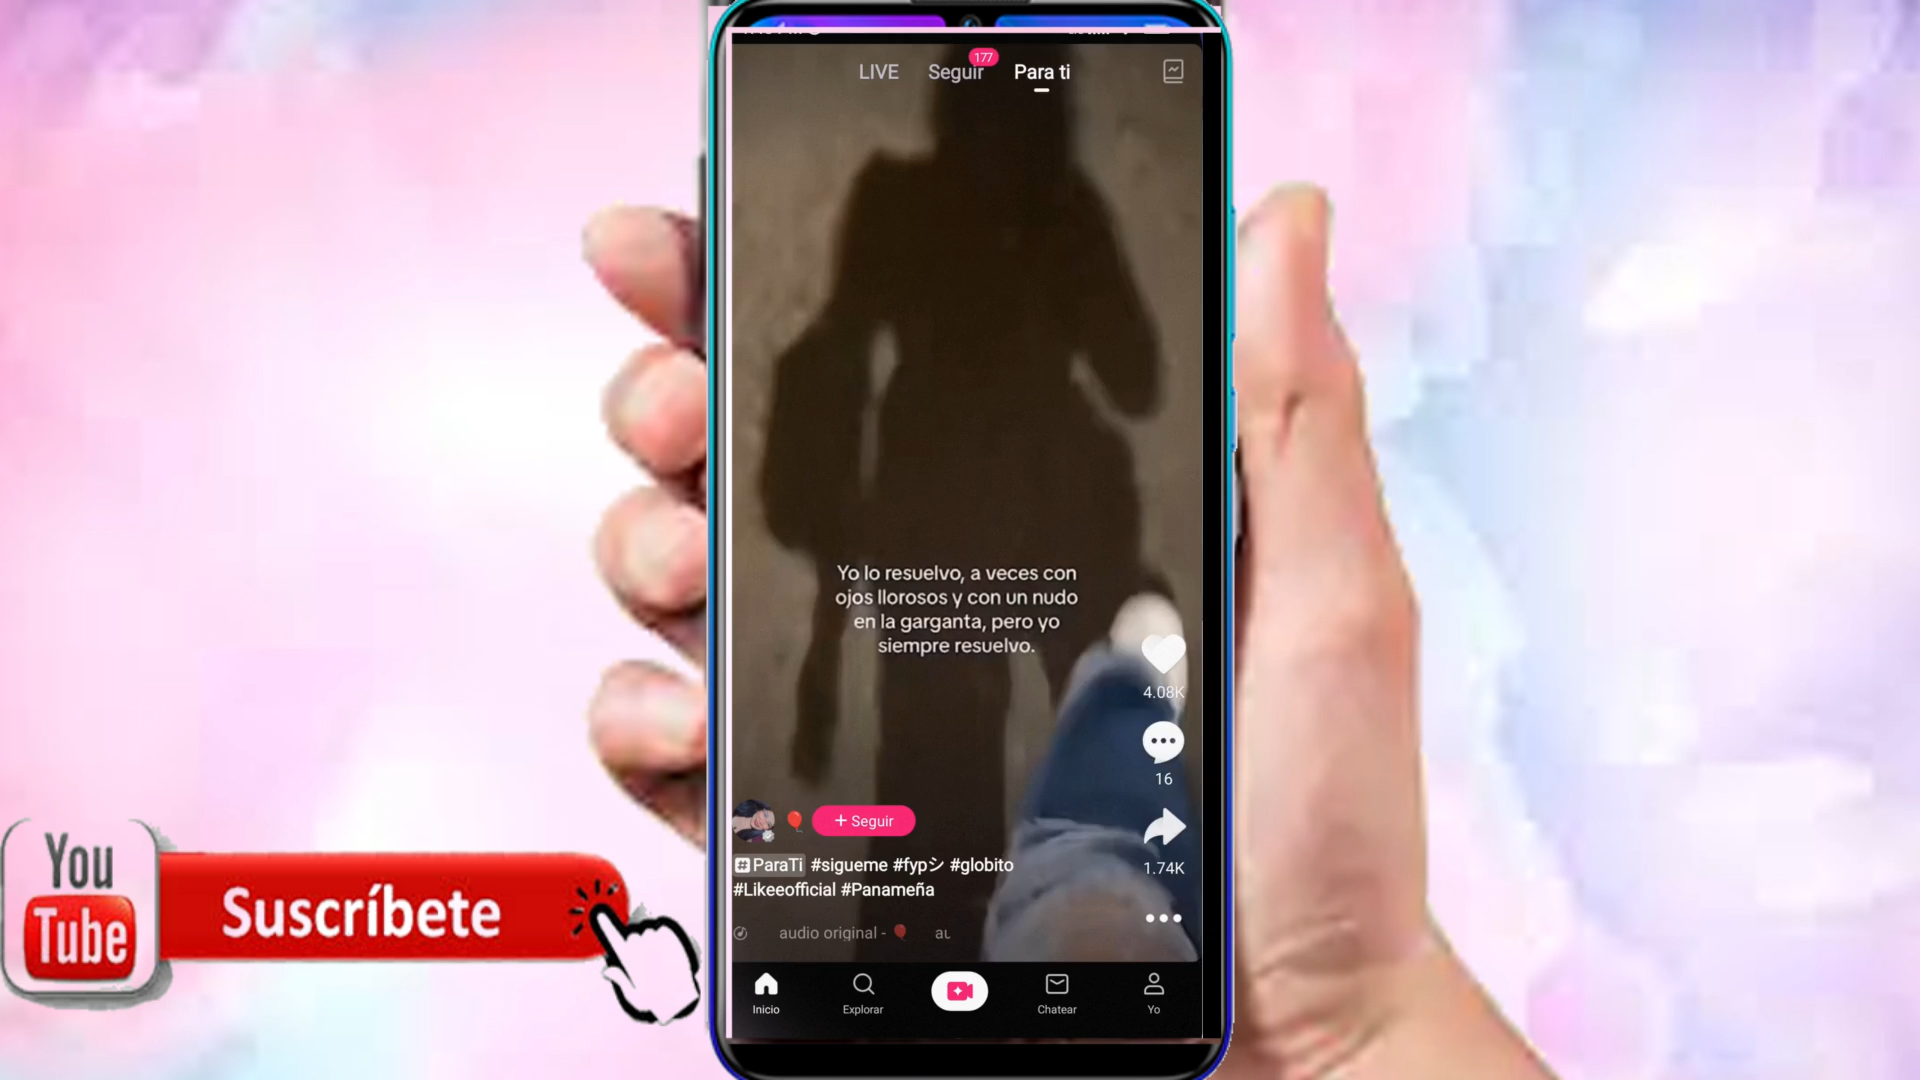 LIVE
Seguir
177
Para ti
Yo lo resuelvo, a veces con
ojos llorosos y con un nudo
en la garganta, pero yo
siempre resuelvo.
4.08K
16
1.74K
+ Seguir
#ParaTi #sigueme #fypシ #globito
#Likeeofficial #Panameña
audio original -
Inicio
Explorar
Chatear
Yo
You
Tube
Suscríbete